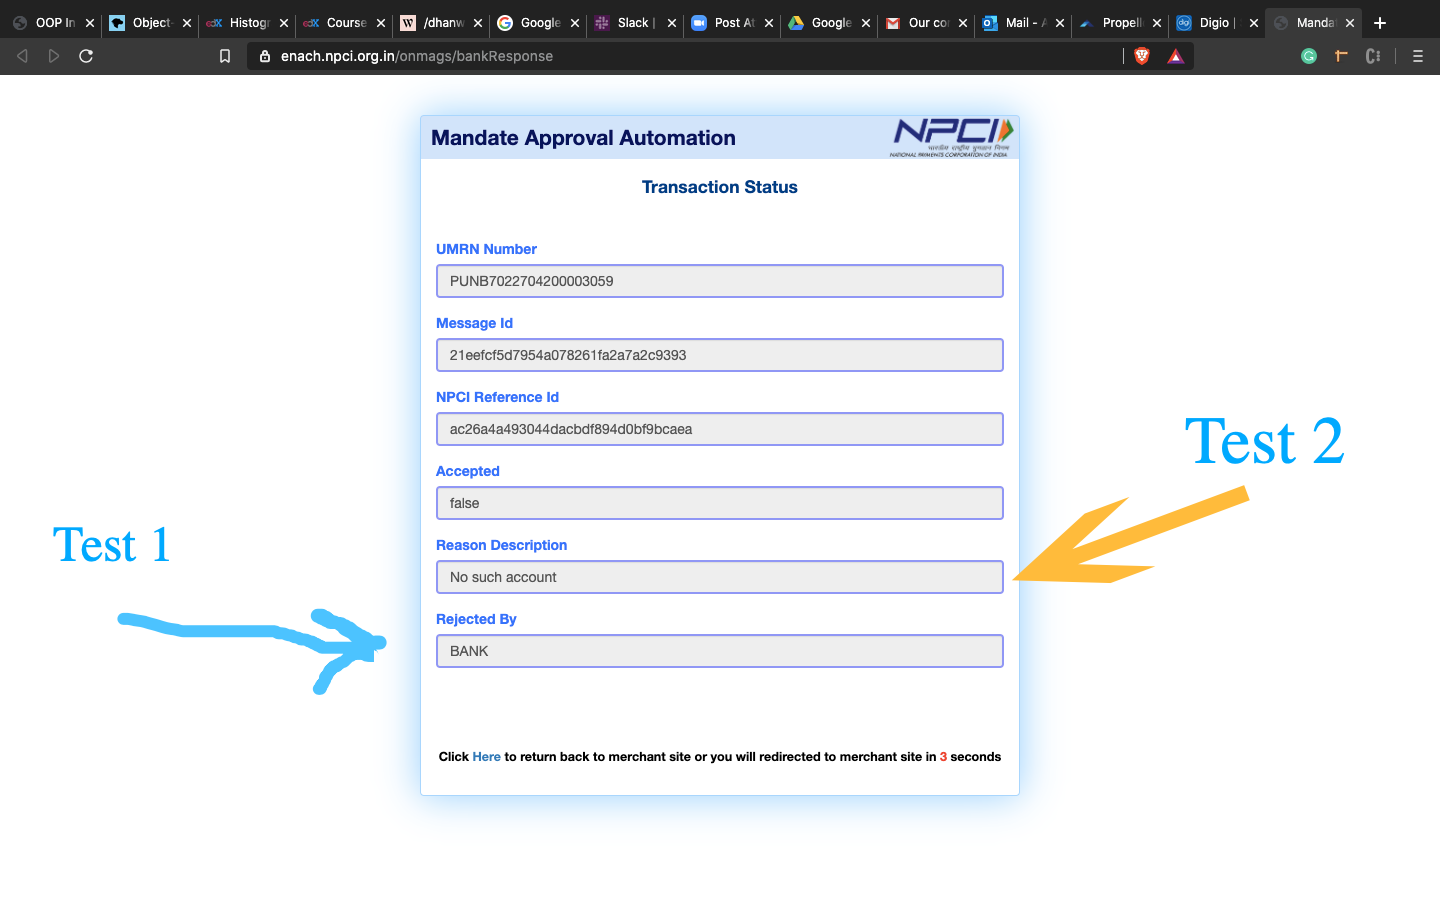 OOP In
Object-
Histogr
Course
/dhanw
Google
Slack |
Post At
Google
Our co
Mail - A
Propell
Digio |
Manda
enach.npci.org.in/onmags/bankResponse
Mandate Approval Automation
NPCI
भारतीय राष्ट्रीय भुगतान निगम
NATIONAL PAYMENTS CORPORATION OF INDIA
Transaction Status
UMRN Number
PUNB7022704200003059
Message Id
21eefcf5d7954a078261fa2a7a2c9393
NPCI Reference Id
ac26a4a493044dacbdf894d0bf9bcaea
Test 2
Accepted
false
Test 1
Reason Description
No such account
Rejected By
BANK
Click Here to return back to merchant site or you will redirected to merchant site in 3 seconds